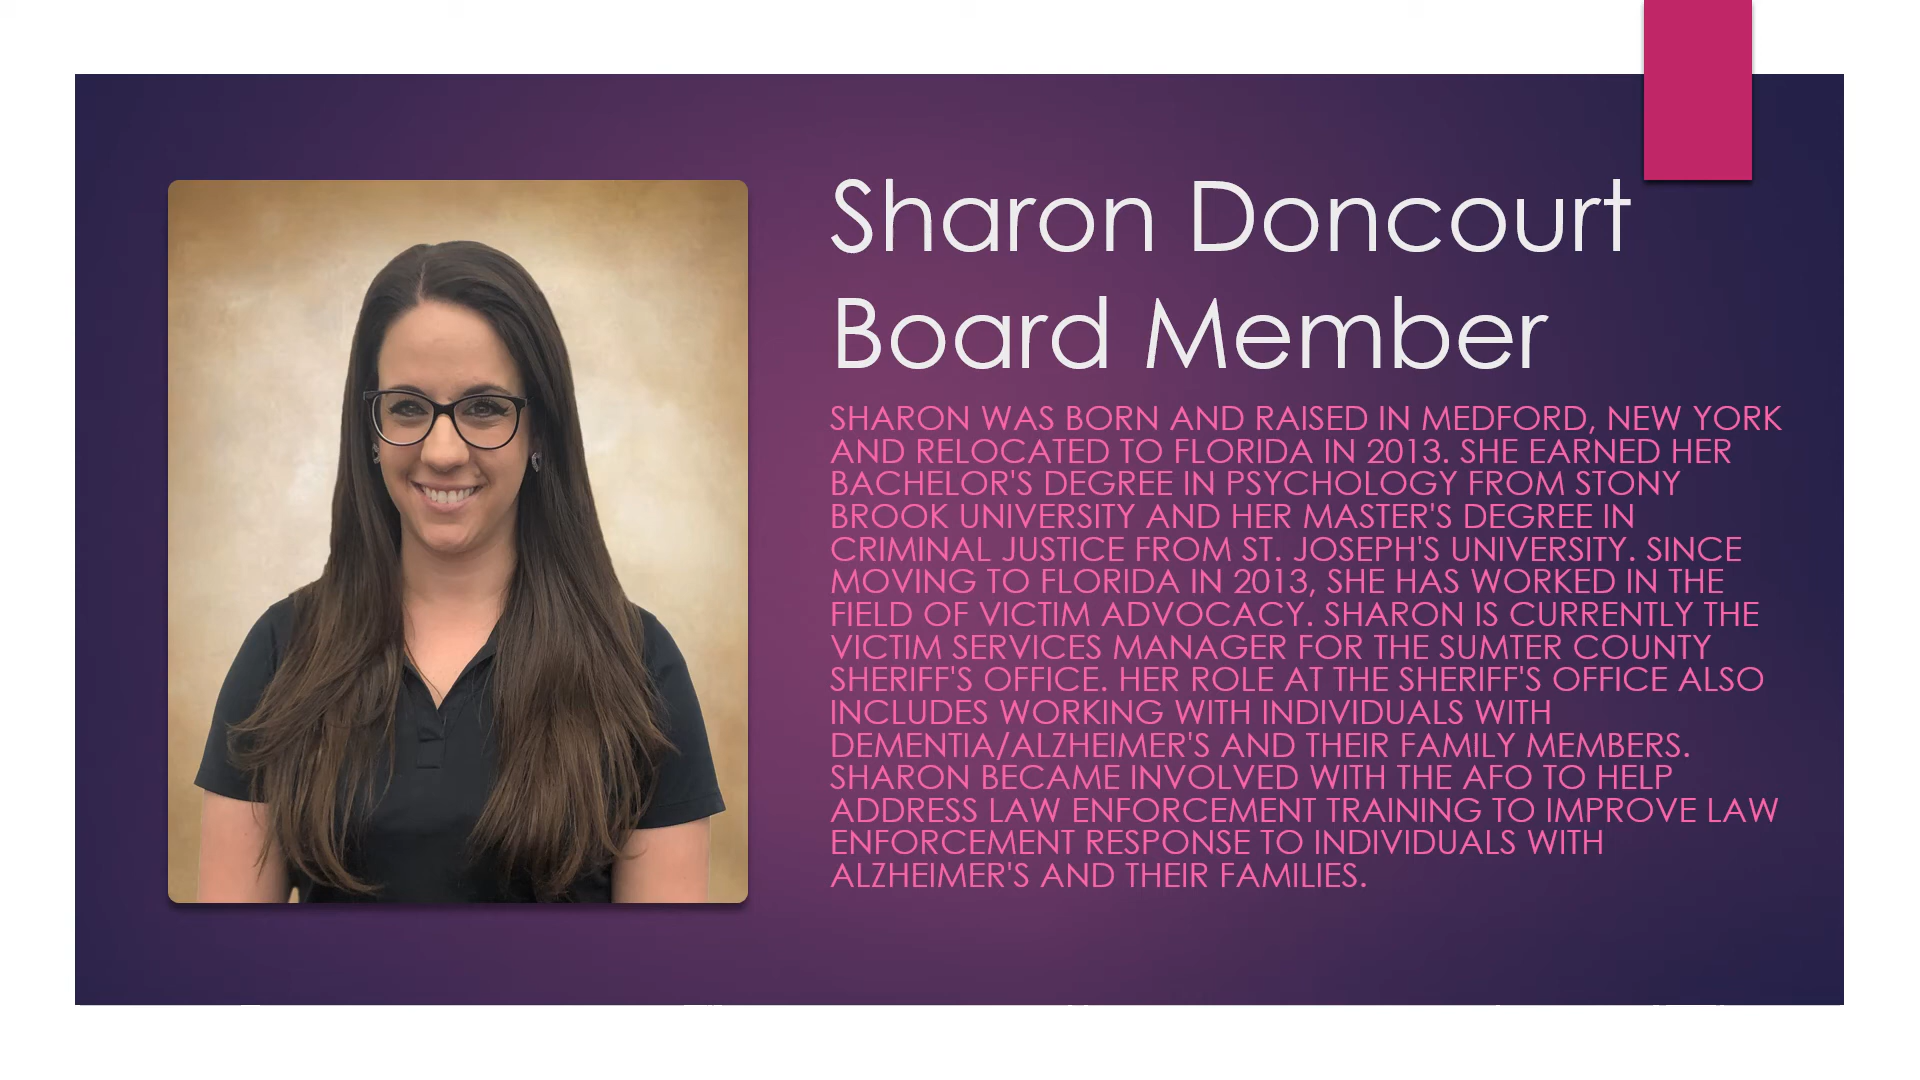 Sharon Doncourt
Board Member
SHARON WAS BORN AND RAISED IN MEDFORD, NEW YORK
AND RELOCATED TO FLORIDA IN 2013. SHE EARNED HER
BACHELOR'S DEGREE IN PSYCHOLOGY FROM STONY
BROOK UNIVERSITY AND HER MASTER'S DEGREE IN
CRIMINAL JUSTICE FROM ST. JOSEPH'S UNIVERSITY. SINCE
MOVING TO FLORIDA IN 2013, SHE HAS WORKED IN THE
FIELD OF VICTIM ADVOCACY. SHARON IS CURRENTLY THE
VICTIM SERVICES MANAGER FOR THE SUMTER COUNTY
SHERIFF'S OFFICE. HER ROLE AT THE SHERIFF'S OFFICE ALSO
INCLUDES WORKING WITH INDIVIDUALS WITH
DEMENTIA/ALZHEIMER'S AND THEIR FAMILY MEMBERS.
SHARON BECAME INVOLVED WITH THE AFO TO HELP
ADDRESS LAW ENFORCEMENT TRAINING TO IMPROVE LAW
ENFORCEMENT RESPONSE TO INDIVIDUALS WITH
ALZHEIMER'S AND THEIR FAMILIES.